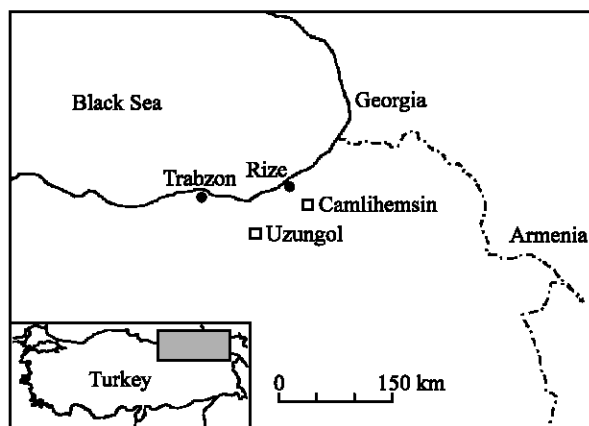 Georgia
Black Sea
Trabzon
Rize
Camlihemsin
Uzungol
Armenia
Turkey
0 150 km